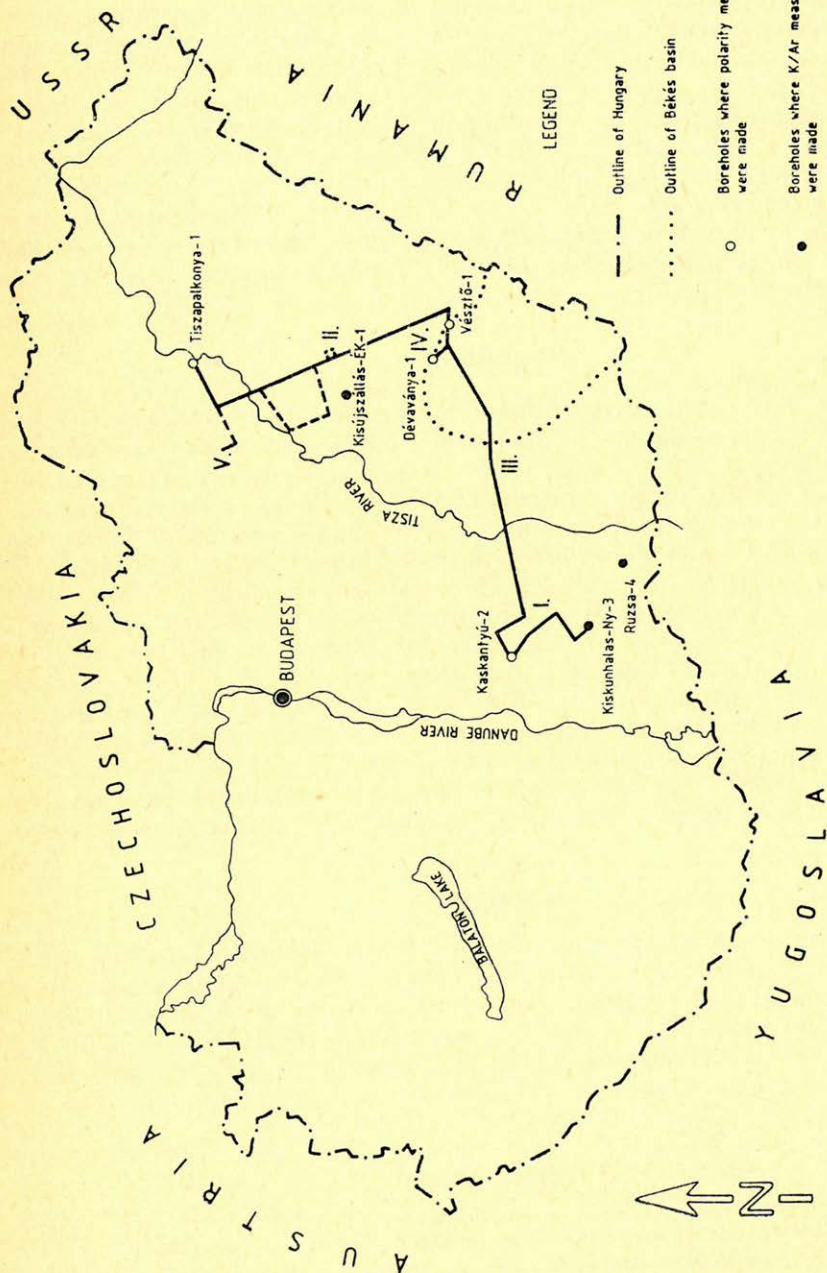 USSR
CZECHOSLOVAKIA
AUSTRIA
RUMANIA
YUGOSLAVIA
Tiszapalkonya-1
V.
II.
Kisújszállás-ÉK-1
BUDAPEST
TISZA RIVER
Dévaványa-1
IV.
Vésztő-1
III.
Kaskantyú-2
I.
Kiskunhalas-Ny-3
Ruzsa-4
DANUBE RIVER
BALATON LAKE
N
LEGEND
Outline of Hungary
Outline of Békés basin
Boreholes where polarity
were made
Boreholes where K/Ar
were made